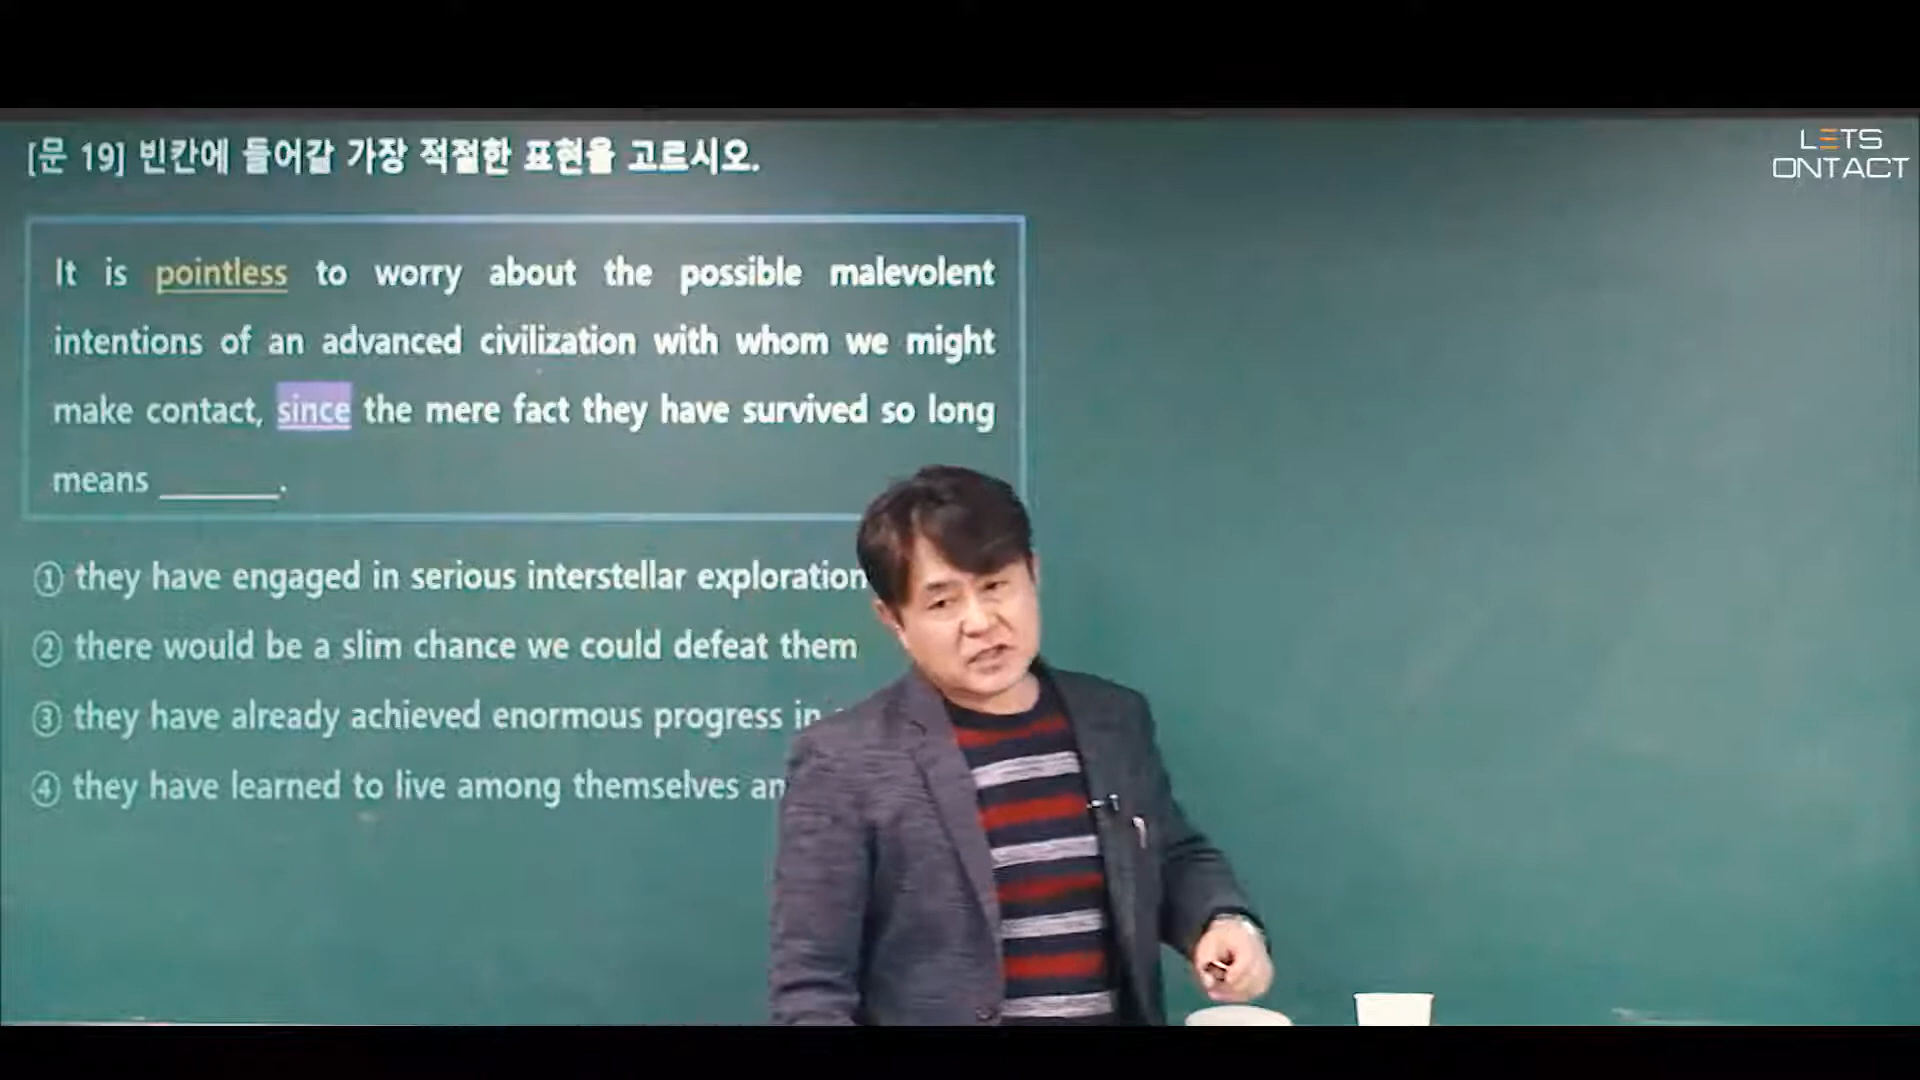 [문 19] 빈칸에 들어갈 가장 적절한 표현을 고르시오.
LETS
ONTACT
It is pointless to worry about the possible malevolent
intentions of an advanced civilization with whom we might
make contact, since the mere fact they have survived so long
means ______.
① they have engaged in serious interstellar exploration
② there would be a slim chance we could defeat them
③ they have already achieved enormous progress in
④ they have learned to live among themselves